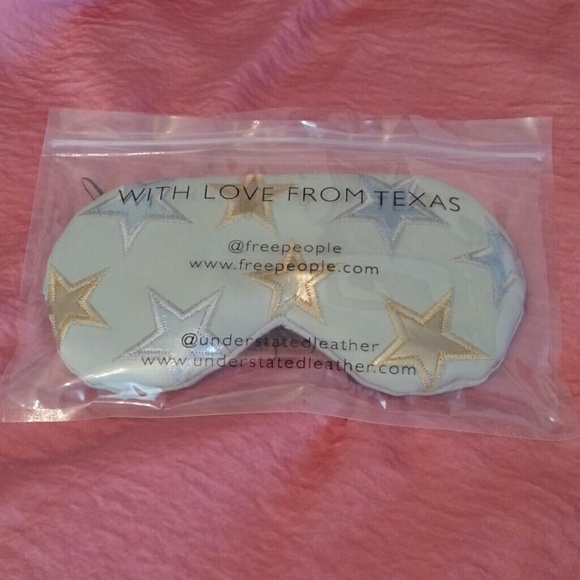 WITH LOVE FROM TEXAS
@freepeople
www.freepeople.com
@understatedleather
www.understatedleather.com